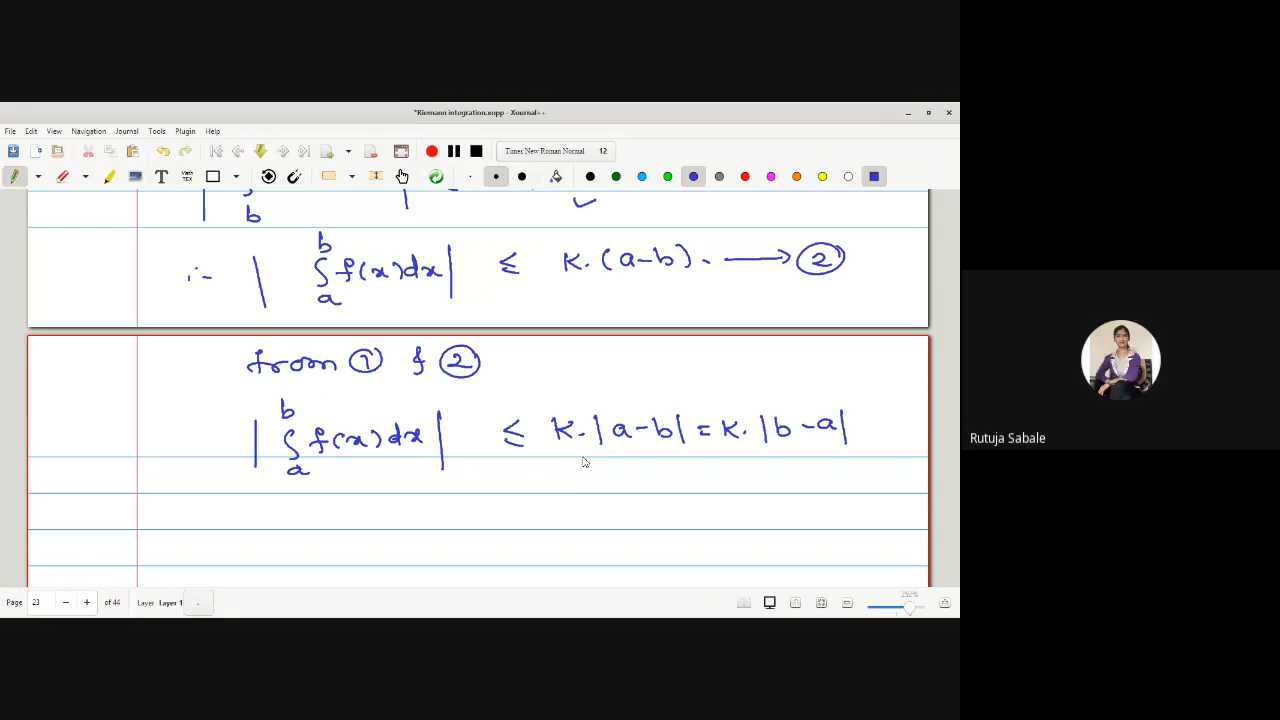 *Riemann integration.xopp - Xournal++
File Edit View Navigation Journal Tools Plugin Help
Times New Roman Normal 12
b
∴ | ∫_a^b f(x)dx | ≤ K.(a-b). ⟶ ②
from ① & ②
| ∫_a^b f(x)dx | ≤ K.|a-b| = K.|b-a|
Page 23 of 44 Layer Layer 1
252%
Rutuja Sabale